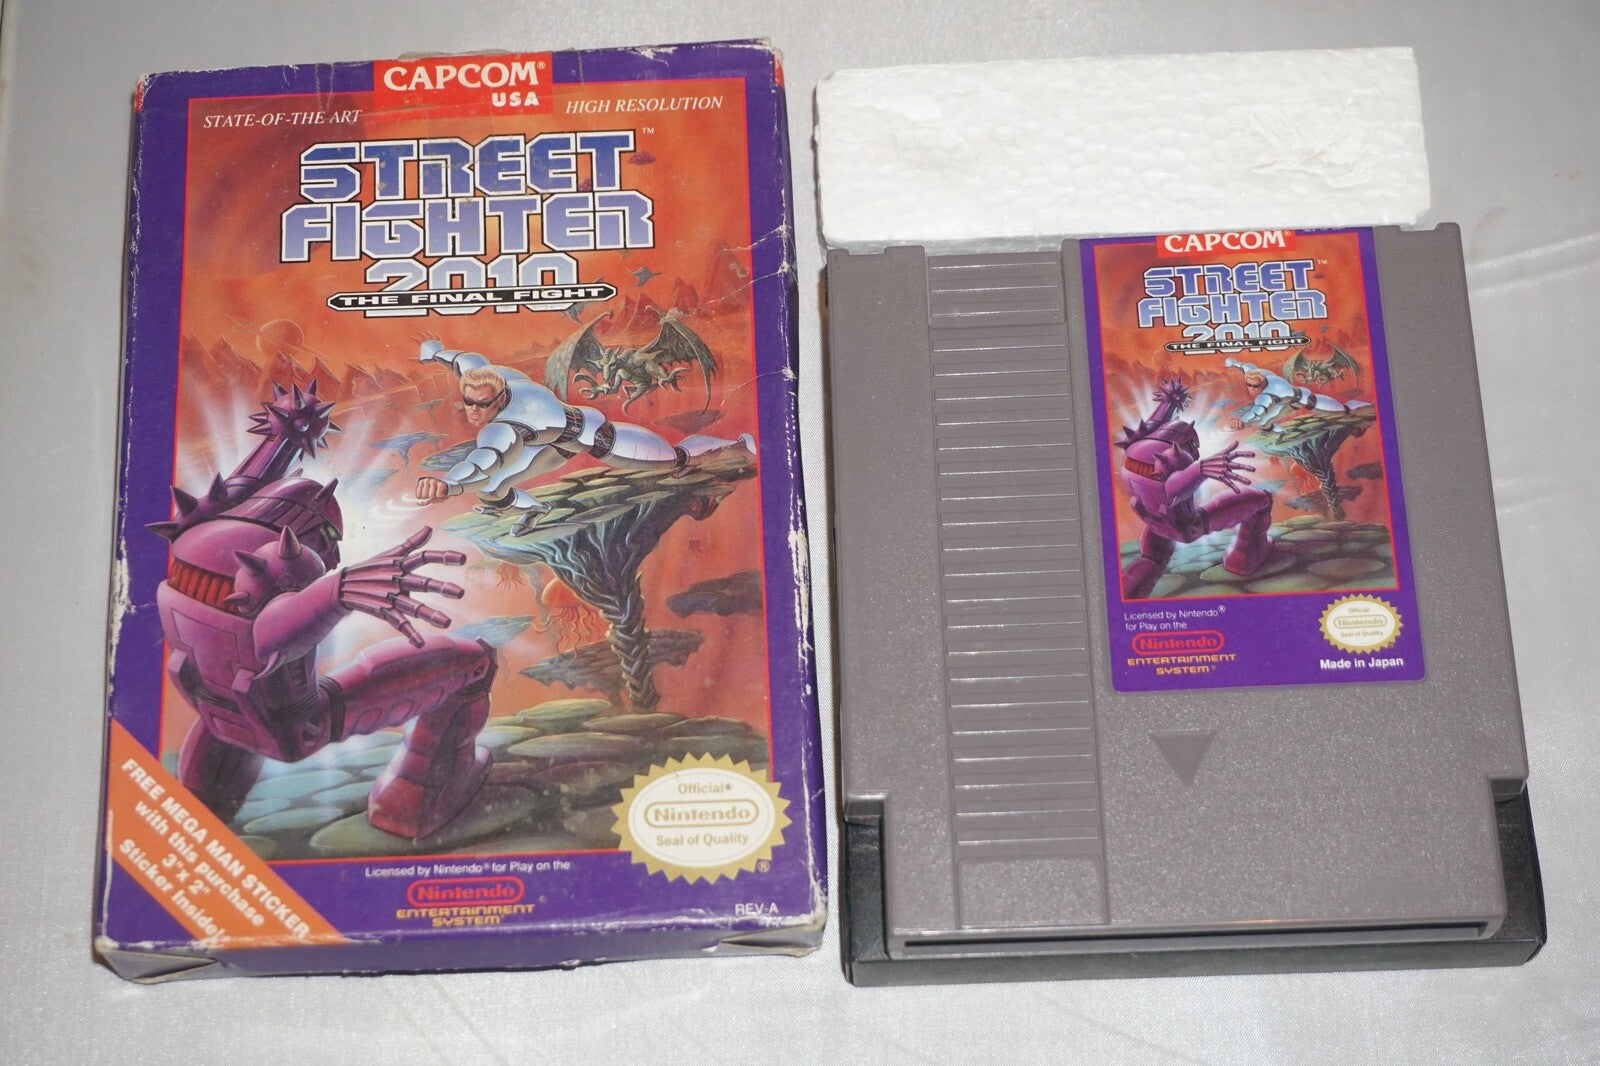 CAPCOM®
USA
STATE-OF-THE ART
HIGH RESOLUTION
STREET™
FIGHTER
2010
THE FINAL FIGHT
FREE MEGA MAN STICKER
with this purchase
3" x 2"
Sticker Inside
Official
Nintendo
Seal of Quality
®
Licensed by Nintendo® for Play on the
Nintendo
ENTERTAINMENT
SYSTEM®
REV-A
CAPCOM®
STREET™
FIGHTER
2010
THE FINAL FIGHT
Licensed by Nintendo®
for Play on the
Nintendo
ENTERTAINMENT
SYSTEM®
Official
Nintendo
Seal of Quality
Made in Japan